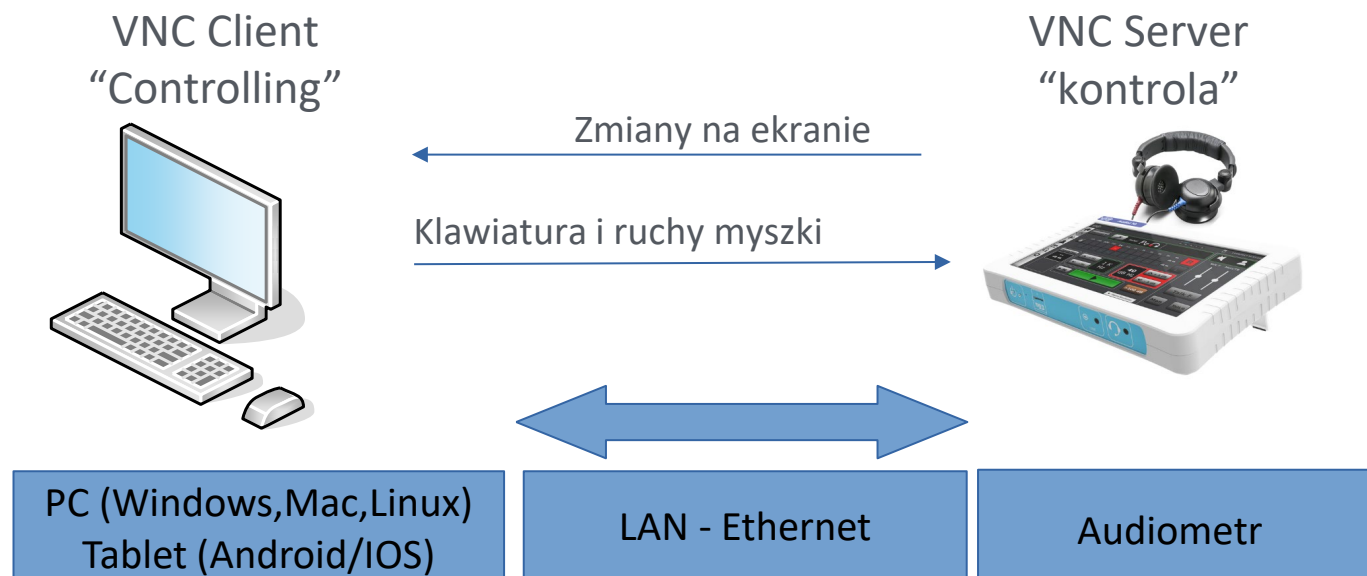 VNC Client
“Controlling”
VNC Server
“kontrola”
Zmiany na ekranie
Klawiatura i ruchy myszki
PC (Windows,Mac,Linux)
Tablet (Android/IOS)
LAN - Ethernet
Audiometr